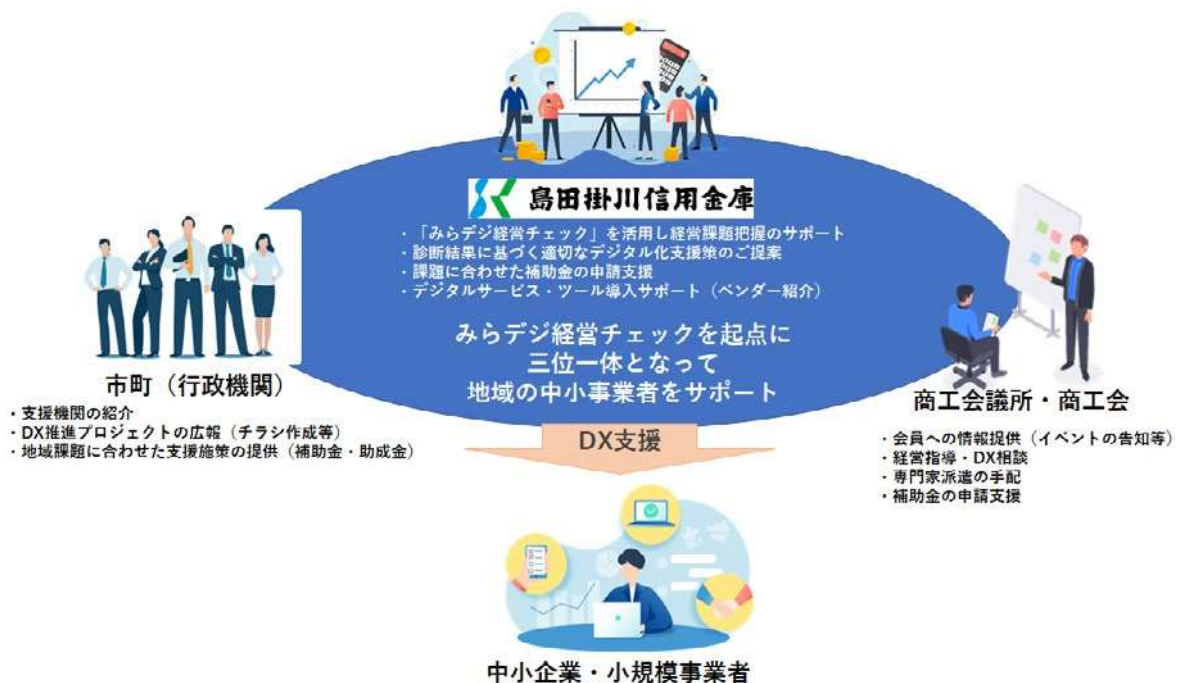 島田掛川信用金庫
・「みらデジ経営チェック」を活用し経営課題把握のサポート
・診断結果に基づく適切なデジタル化支援策のご提案
・課題に合わせた補助金の申請支援
・デジタルサービス・ツール導入サポート（ベンダー紹介）
みらデジ経営チェックを起点に
三位一体となって
地域の中小事業者をサポート
市町（行政機関）
・支援機関の紹介
・DX推進プロジェクトの広報（チラシ作成等）
・地域課題に合わせた支援施策の提供（補助金・助成金）
商工会議所・商工会
・会員への情報提供（イベントの告知等）
・経営指導・DX相談
・専門家派遣の手配
・補助金の申請支援
DX支援
中小企業・小規模事業者